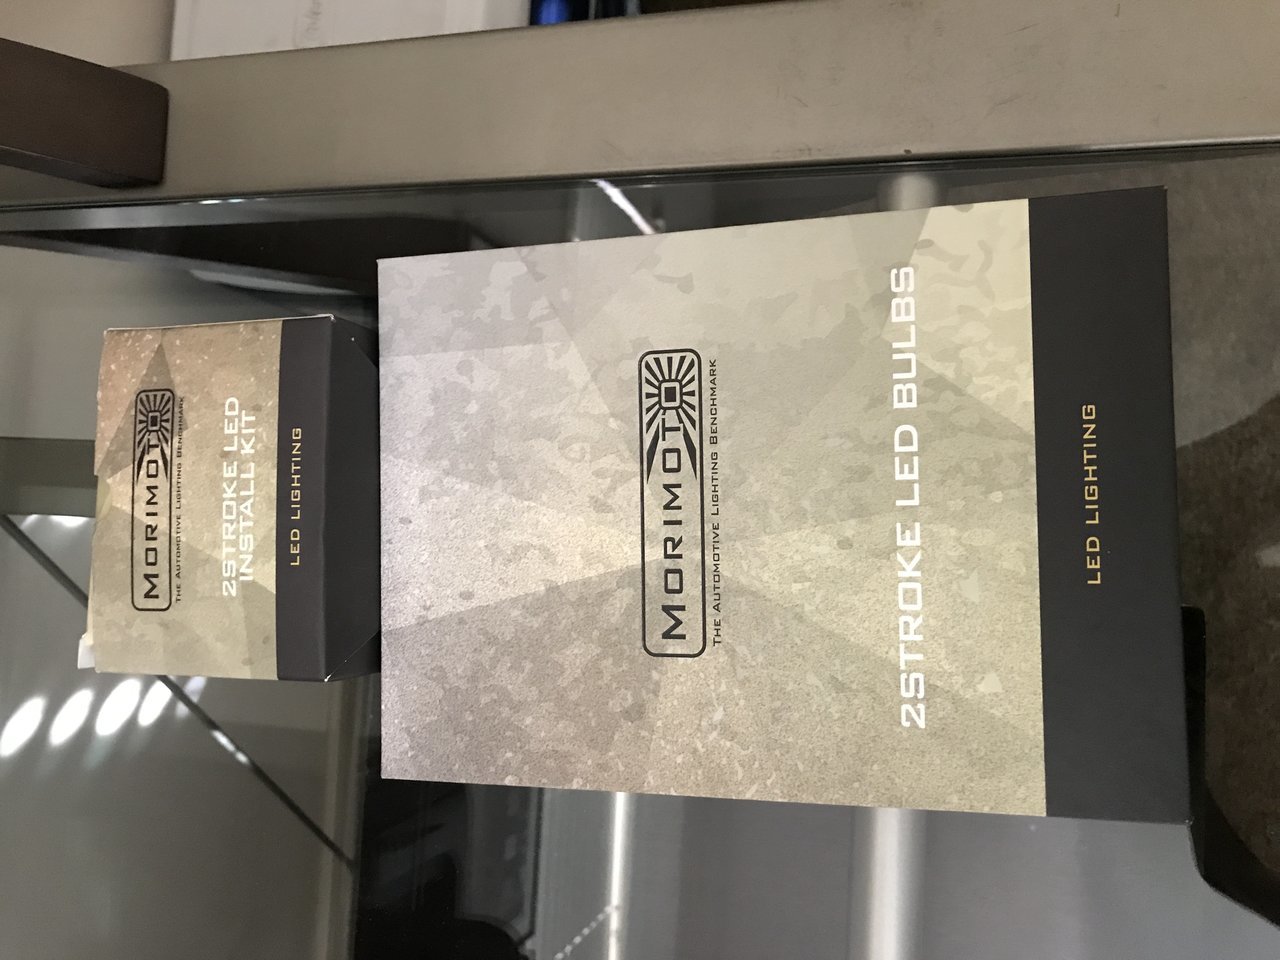 MORIMOTO
THE AUTOMOTIVE LIGHTING BENCHMARK
2STROKE LED
INSTALL KIT
LED LIGHTING
MORIMOTO
THE AUTOMOTIVE LIGHTING BENCHMARK
2STROKE LED BULBS
LED LIGHTING